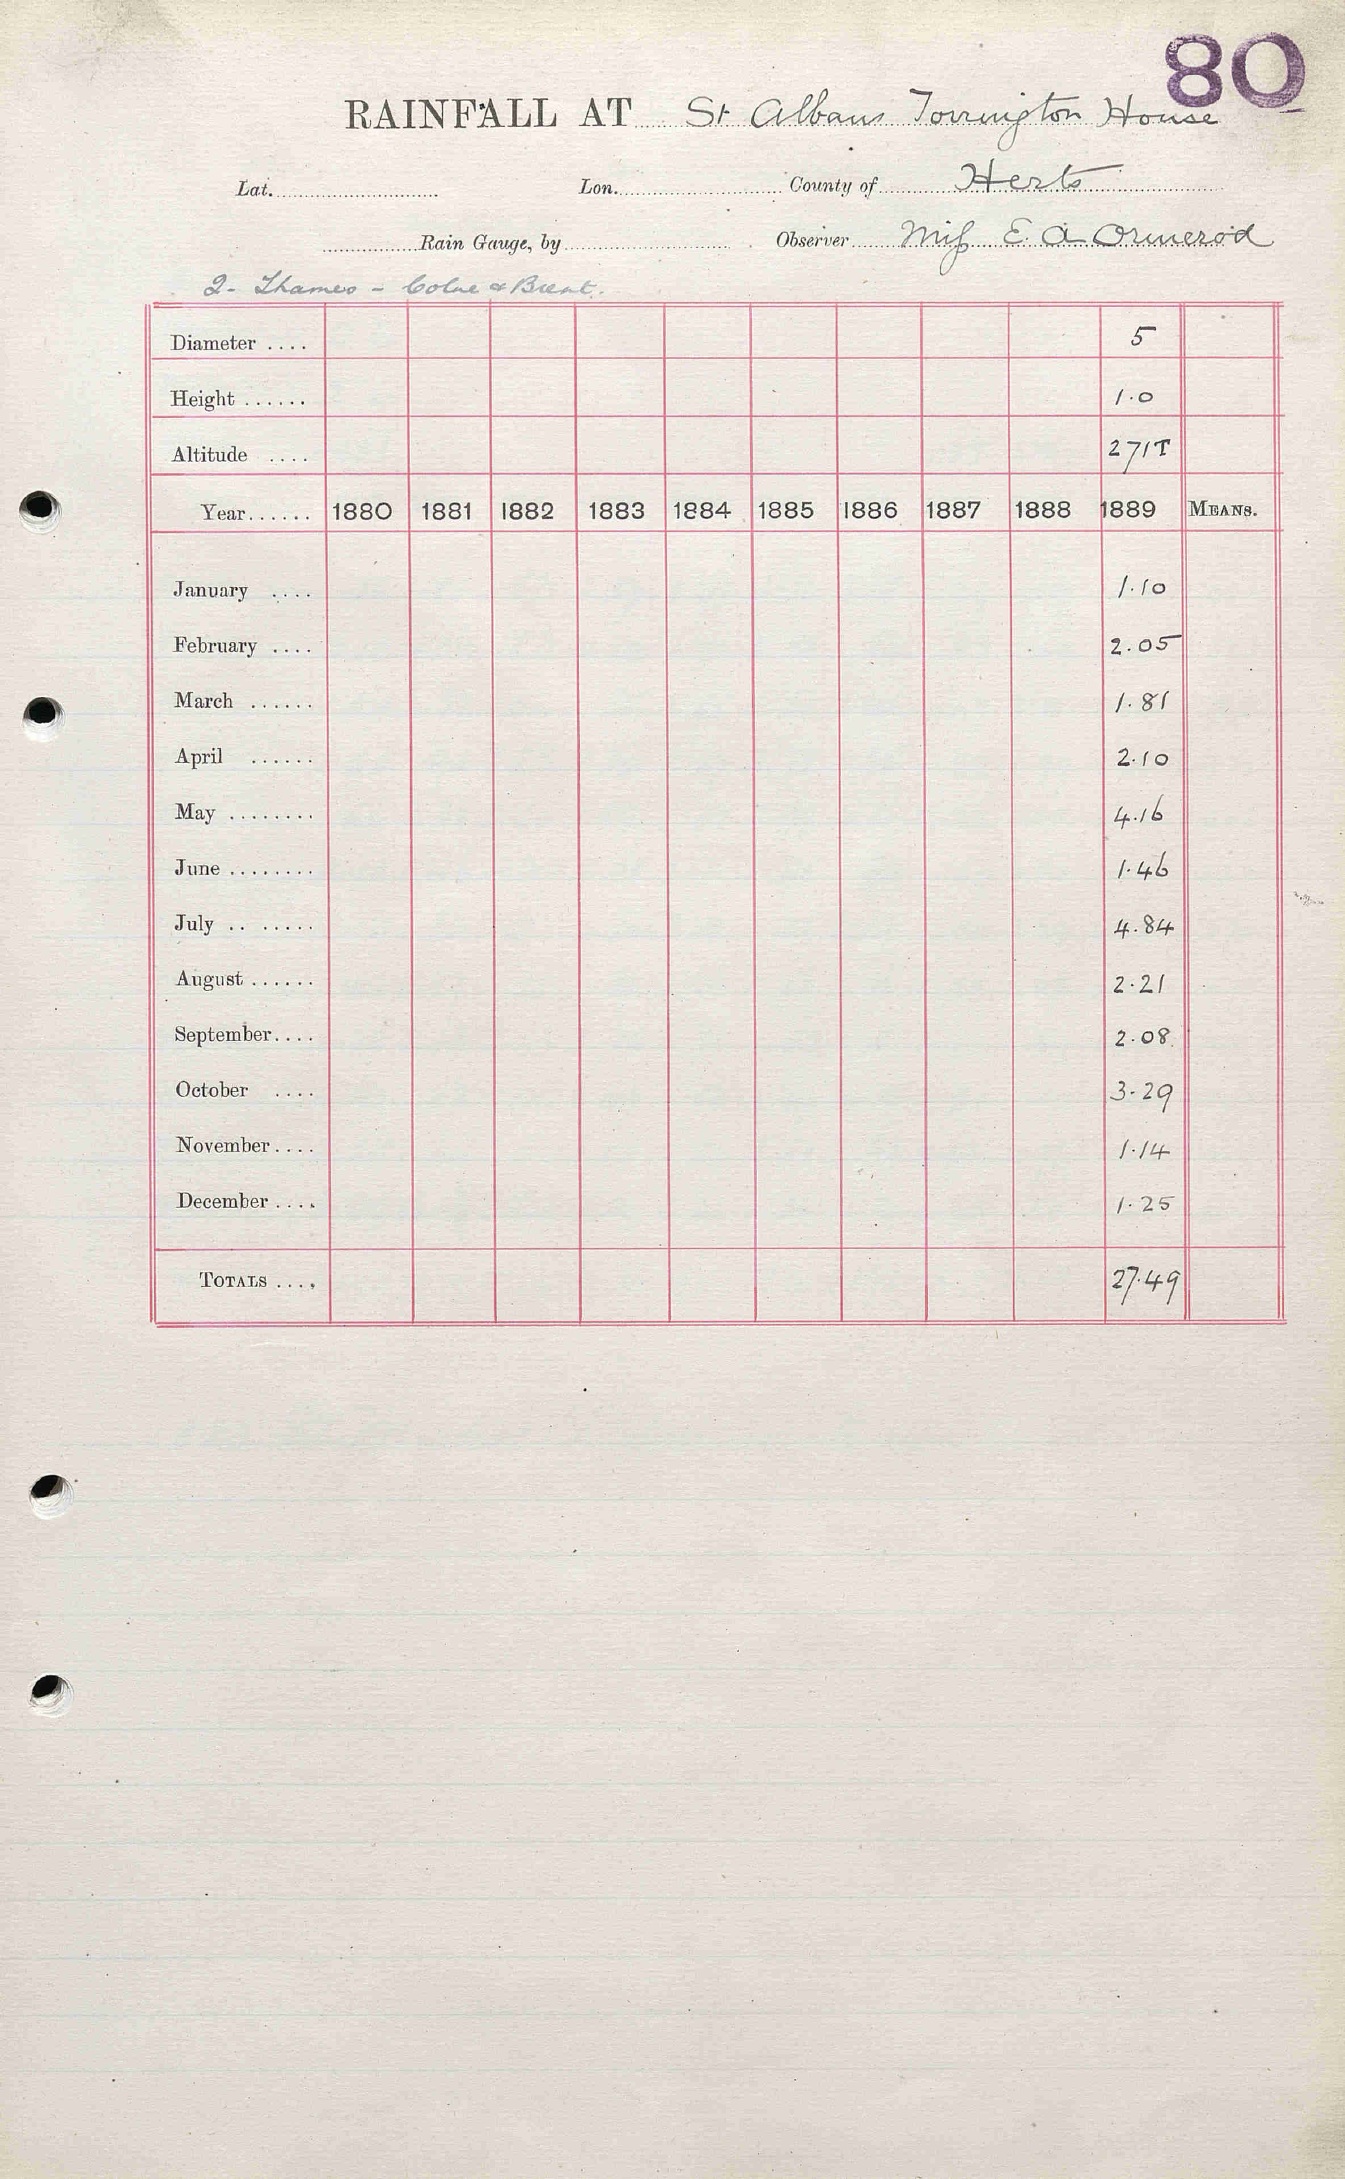 80
RAINFALL AT St Albans Torrington House
Lat. Lon. County of Herts
Rain Gauge, by Observer Miss E. A Ormerod
2- Thames - Colne & Brent.
Diameter .... 5
Height ...... 1.0
Altitude .... 271T
Year...... 1880 1881 1882 1883 1884 1885 1886 1887 1888 1889 MEANS.
January .... 1.10
February .... 2.05
March ...... 1.81
April ...... 2.10
May ........ 4.16
June ........ 1.46
July .. ..... 4.84
August ...... 2.21
September.... 2.08
October .... 3.29
November.... 1.14
December .... 1.25
TOTALS .... 27.49